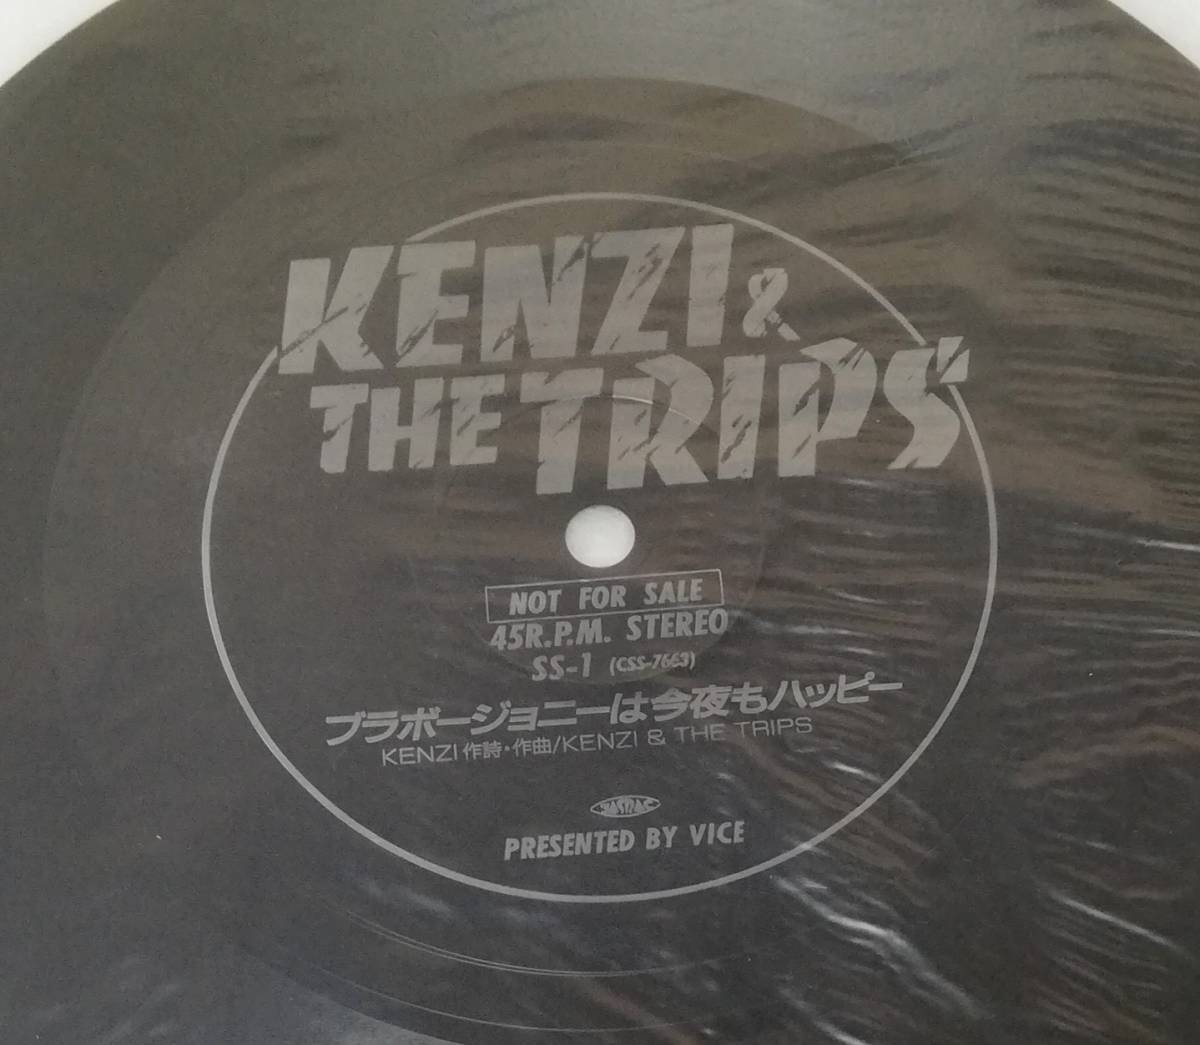 KENZI &
THE TRIPS
NOT FOR SALE
45R.P.M. STEREO
SS-1 (CSS-7663)
ブラボージョニーは今夜もハッピー
KENZI 作詩・作曲/KENZI & THE TRIPS
JASRAC
PRESENTED BY VICE